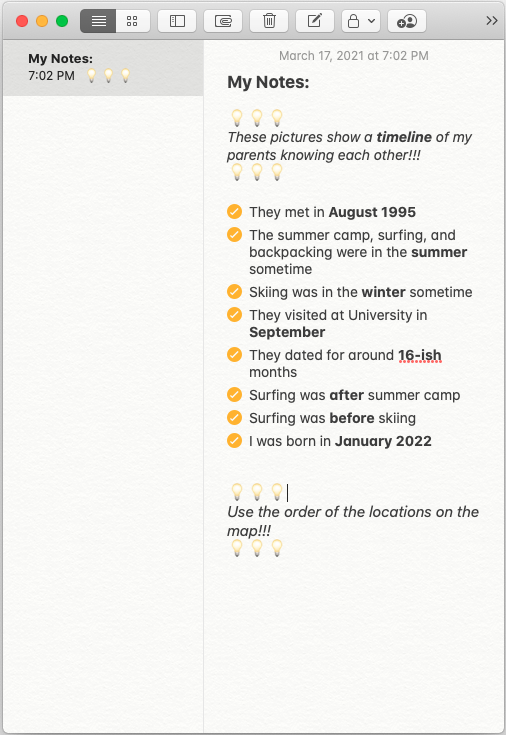 My Notes:
7:02 PM 💡 💡 💡
March 17, 2021 at 7:02 PM
My Notes:
💡 💡 💡
These pictures show a timeline of my
parents knowing each other!!!
💡 💡 💡
They met in August 1995
The summer camp, surfing, and
backpacking were in the summer
sometime
Skiing was in the winter sometime
They visited at University in
September
They dated for around 16-ish
months
Surfing was after summer camp
Surfing was before skiing
I was born in January 2022
💡 💡 💡
Use the order of the locations on the
map!!!
💡 💡 💡